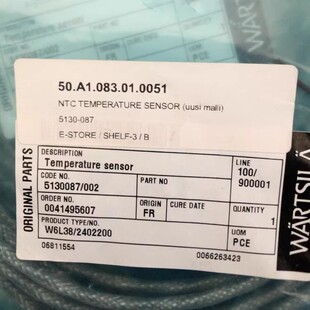 50.A1.083.01.0051
NTC TEMPERATURE SENSOR (uusi malli)
5130-087
E-STORE / SHELF-3 / B
ORIGINAL PARTS
DESCRIPTION
Temperature sensor
LINE
100/
900001
CODE NO.
5130087/002
PART NO
ORDER NO.
0041495607
ORIGIN
FR
CURE DATE
QUANTITY
1
PRODUCT TYPE/NO.
W6L38/2402200
UOM
PCE
06811554
0066263423
WÄRTSILÄ